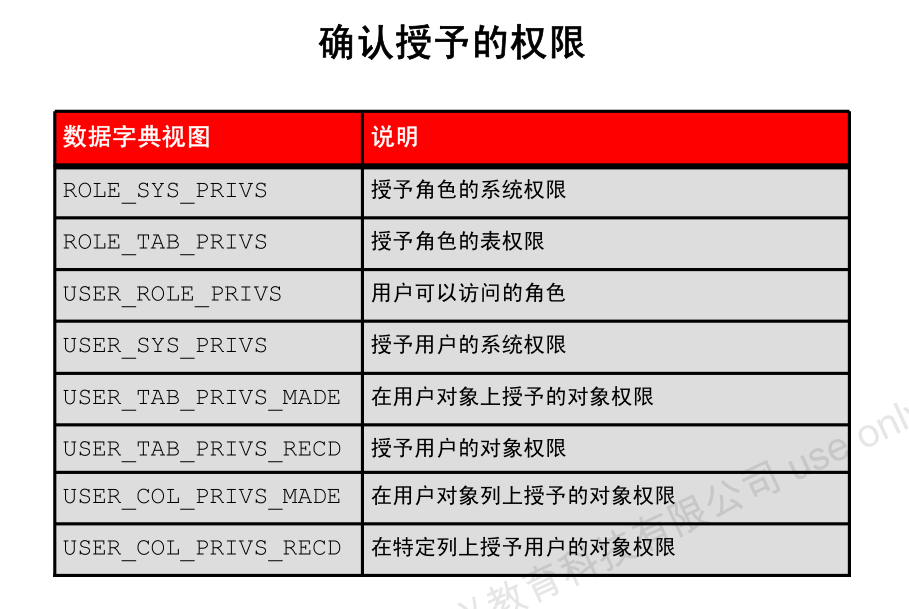 确认授予的权限
数据字典视图 说明
ROLE_SYS_PRIVS 授予角色的系统权限
ROLE_TAB_PRIVS 授予角色的表权限
USER_ROLE_PRIVS 用户可以访问的角色
USER_SYS_PRIVS 授予用户的系统权限
USER_TAB_PRIVS_MADE 在用户对象上授予的对象权限
USER_TAB_PRIVS_RECD 授予用户的对象权限
USER_COL_PRIVS_MADE 在用户对象列上授予的对象权限
USER_COL_PRIVS_RECD 在特定列上授予用户的对象权限
教育科技有限公司 use only